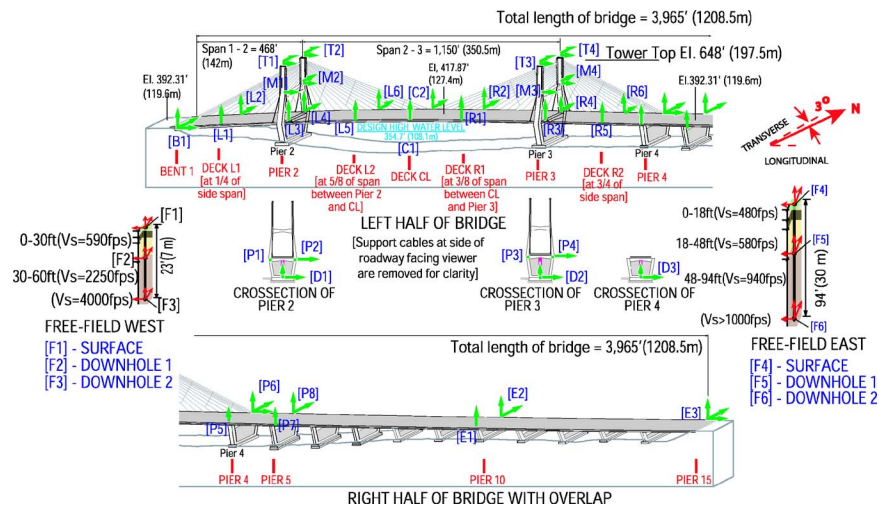 Total length of bridge = 3,965' (1208.5m)
Span 1 - 2 = 468'
(142m)
Span 2 - 3 = 1,150' (350.5m)
Tower Top El. 648' (197.5m)
El. 392.31'
(119.6m)
El, 417.87'
(127.4m)
El.392.31' (119.6m)
[T1]
[T2]
[T3]
[T4]
[M1]
[M2]
[M3]
[M4]
[L2]
[L6]
[C2]
[R2]
[R6]
[B1]
[L1]
[L3]
[L4]
[L5]
[R1]
[R3]
[R4]
[R5]
DESIGN HIGH WATER LEVEL
354.7' (108.1m)
[C1]
Pier 2
Pier 3
Pier 4
TRANSVERSE
3°
N
LONGITUDINAL
BENT 1
DECK L1
[at 1/4 of
side span]
PIER 2
DECK L2
[at 5/8 of span
between Pier 2
and CL]
DECK CL
DECK R1
[at 3/8 of span
between CL
and Pier 3]
PIER 3
DECK R2
[at 3/4 of
side span]
PIER 4
LEFT HALF OF BRIDGE
[Support cables at side of
roadway facing viewer
are removed for clarity]
[P1]
[P2]
[D1]
CROSSECTION OF
PIER 2
[P3]
[P4]
[D2]
CROSSECTION OF
PIER 3
[D3]
CROSSECTION OF
PIER 4
[F1]
0-30ft(Vs=590fps)
[F2]
30-60ft(Vs=2250fps)
(Vs=4000fps)
[F3]
23'(7 m)
FREE-FIELD WEST
[F1] - SURFACE
[F2] - DOWNHOLE 1
[F3] - DOWNHOLE 2
[F4]
0-18ft(Vs=480fps)
18-48ft(Vs=580fps)
[F5]
48-94ft(Vs=940fps)
94' (30 m)
(Vs>1000fps)
[F6]
FREE-FIELD EAST
[F4] - SURFACE
[F5] - DOWNHOLE 1
[F6] - DOWNHOLE 2
Total length of bridge = 3,965'(1208.5m)
[P6]
[P8]
[E2]
[E3]
[P5]
[P7]
[E1]
Pier 4
PIER 4
PIER 5
PIER 10
PIER 15
RIGHT HALF OF BRIDGE WITH OVERLAP